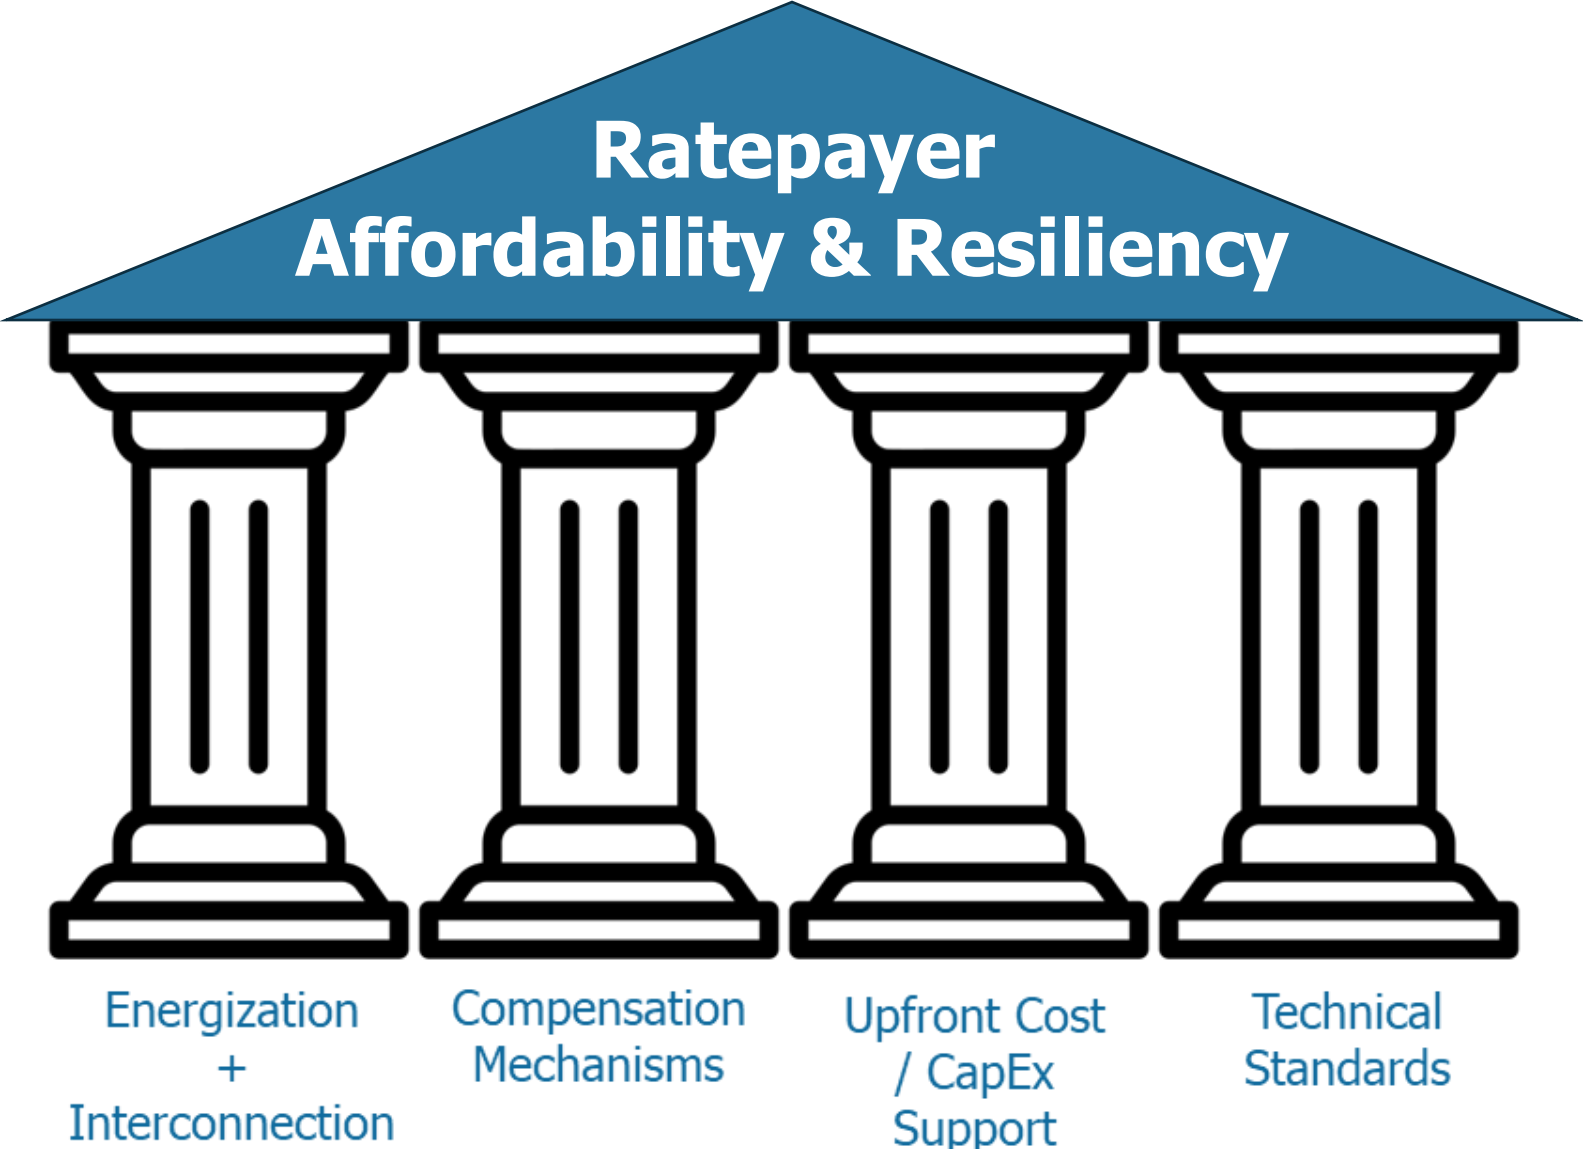 Ratepayer
Affordability & Resiliency
Energization
+
Interconnection
Compensation
Mechanisms
Upfront Cost
/ CapEx
Support
Technical
Standards